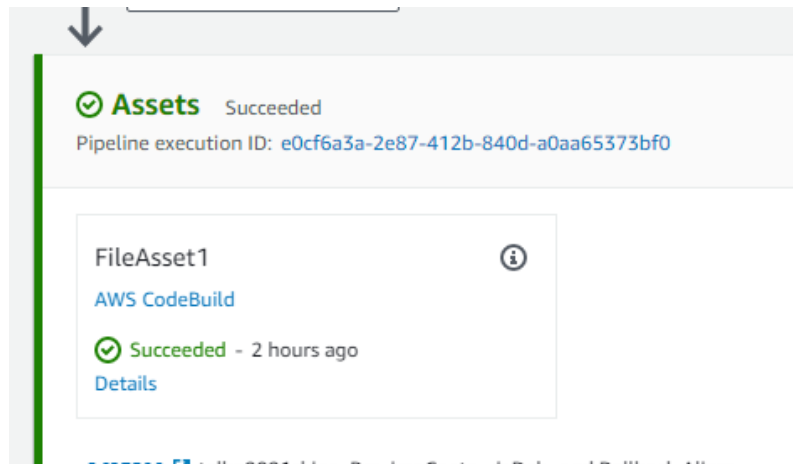 Assets Succeeded
Pipeline execution ID: e0cf6a3a-2e87-412b-840d-a0aa65373bf0
FileAsset1
AWS CodeBuild
Succeeded - 2 hours ago
Details